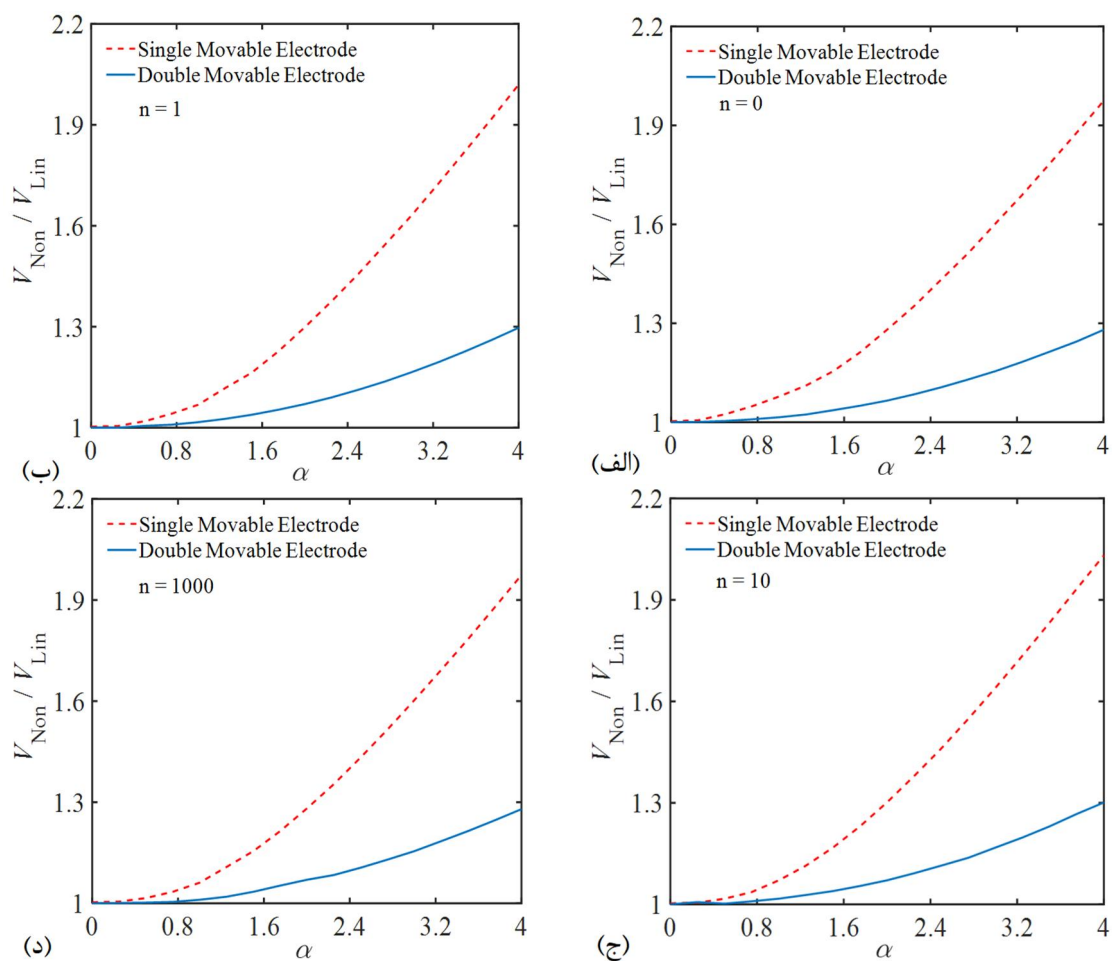 2.2
Single Movable Electrode
Double Movable Electrode
n = 1
1.9
1.6
1.3
1
V_Non / V_Lin
0 0.8 1.6 2.4 3.2 4
α
(ب)
2.2
Single Movable Electrode
Double Movable Electrode
n = 0
1.9
1.6
1.3
1
V_Non / V_Lin
0 0.8 1.6 2.4 3.2 4
α
(الف)
2.2
Single Movable Electrode
Double Movable Electrode
n = 1000
1.9
1.6
1.3
1
V_Non / V_Lin
0 0.8 1.6 2.4 3.2 4
α
(د)
2.2
Single Movable Electrode
Double Movable Electrode
n = 10
1.9
1.6
1.3
1
V_Non / V_Lin
0 0.8 1.6 2.4 3.2 4
α
(ج)